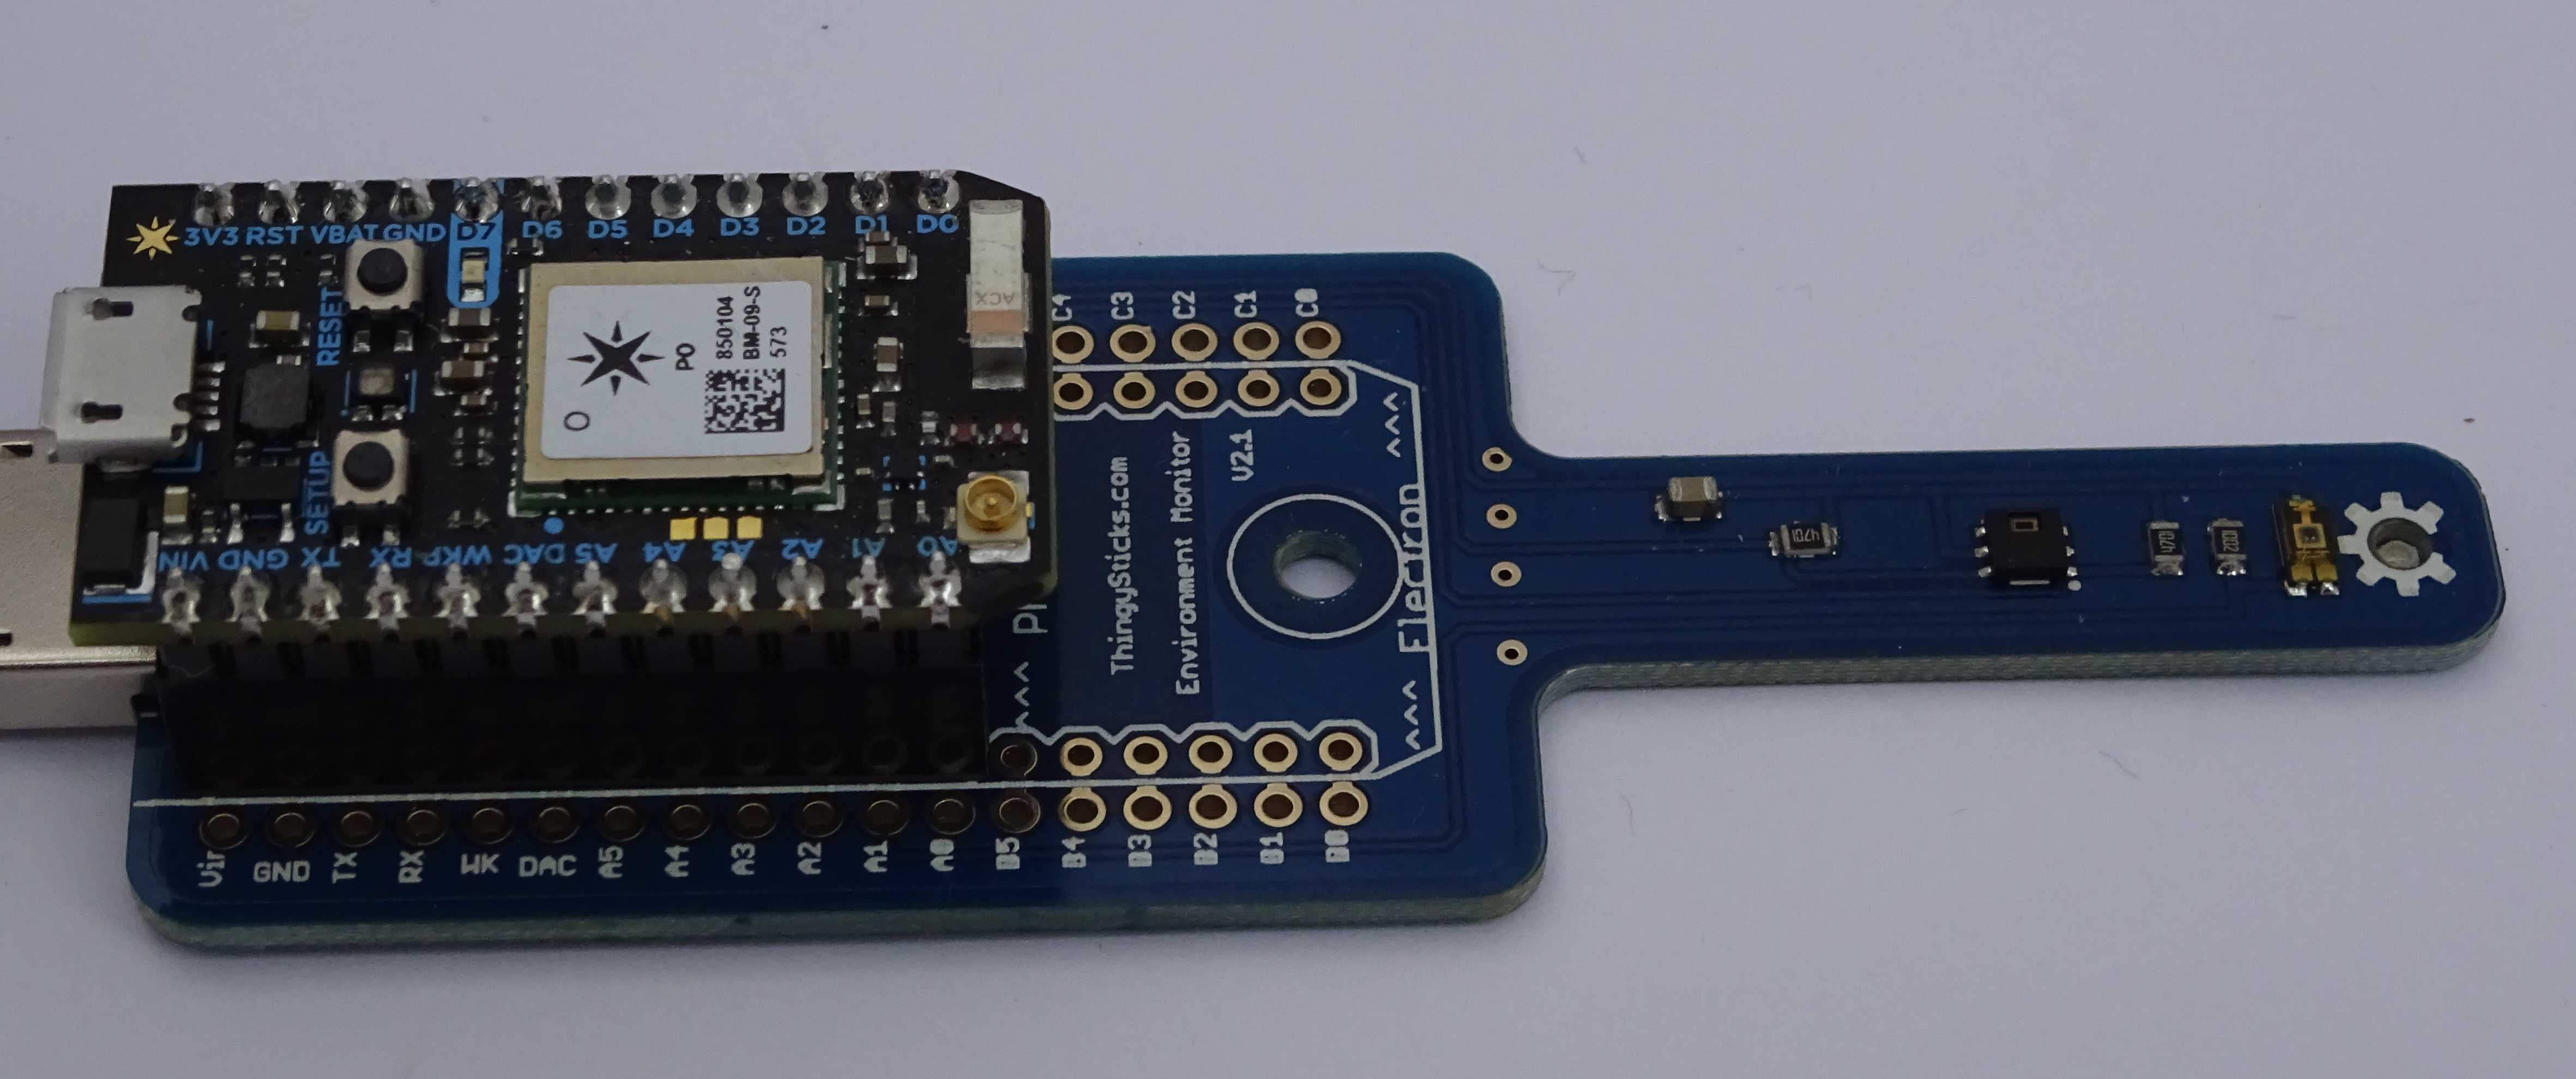 3V3 RST VBAT GND D7 D6 D5 D4 D3 D2 D1 D0
RESET
SETUP
P0
850104
BM-09-S
573
ACX
VIN GND TX RX WKP DAC A5 A4 A3 A2 A1 A0
C4 C3 C2 C1 C0
ThingySticks.com
Environment Monitor
V2.1
Electron
470
470
200
Vin GND TX RX WK DAC A5 A4 A3 A2 A1 A0 B5 B4 B3 B2 B1 B0